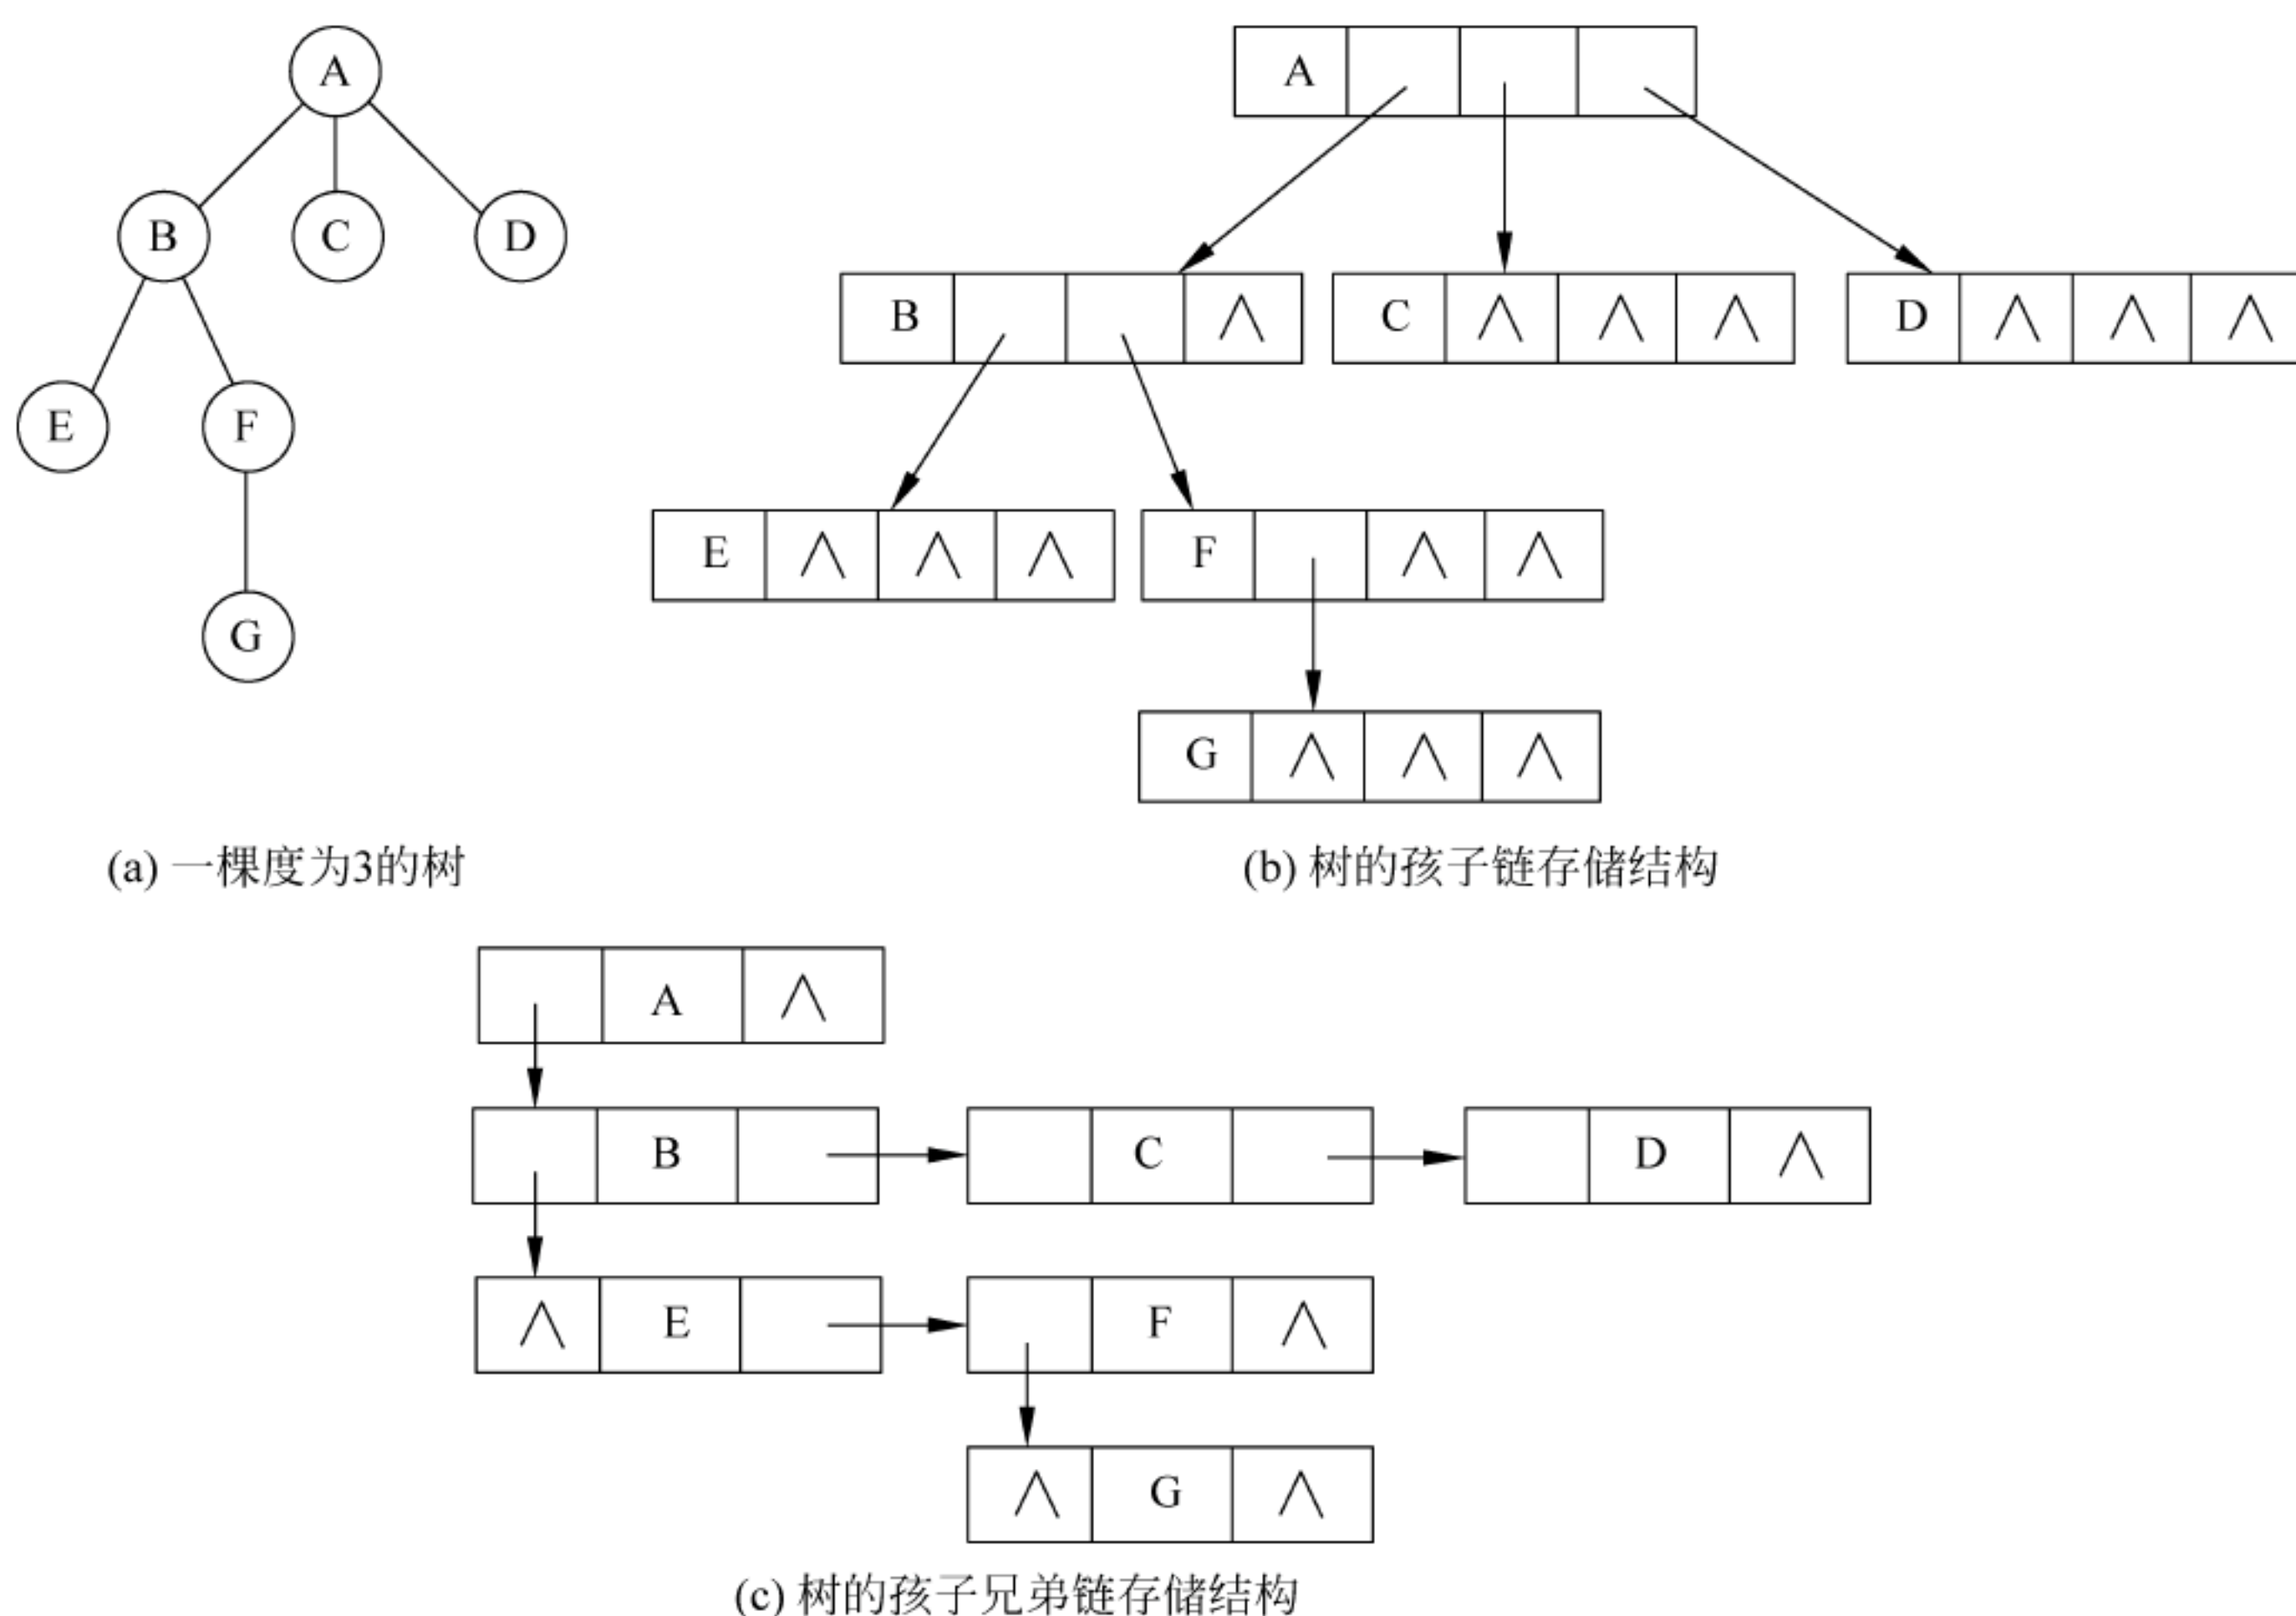 A
A
B
C
D
B ∧
C ∧ ∧ ∧
D ∧ ∧ ∧
E
F
E ∧ ∧ ∧
F ∧ ∧
G
G ∧ ∧ ∧
(a) 一棵度为3的树
(b) 树的孩子链存储结构
A ∧
B
C
D ∧
∧ E
F ∧
∧ G ∧
(c) 树的孩子兄弟链存储结构